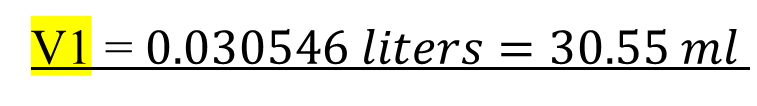 V1 = 0.030546 liters = 30.55 ml